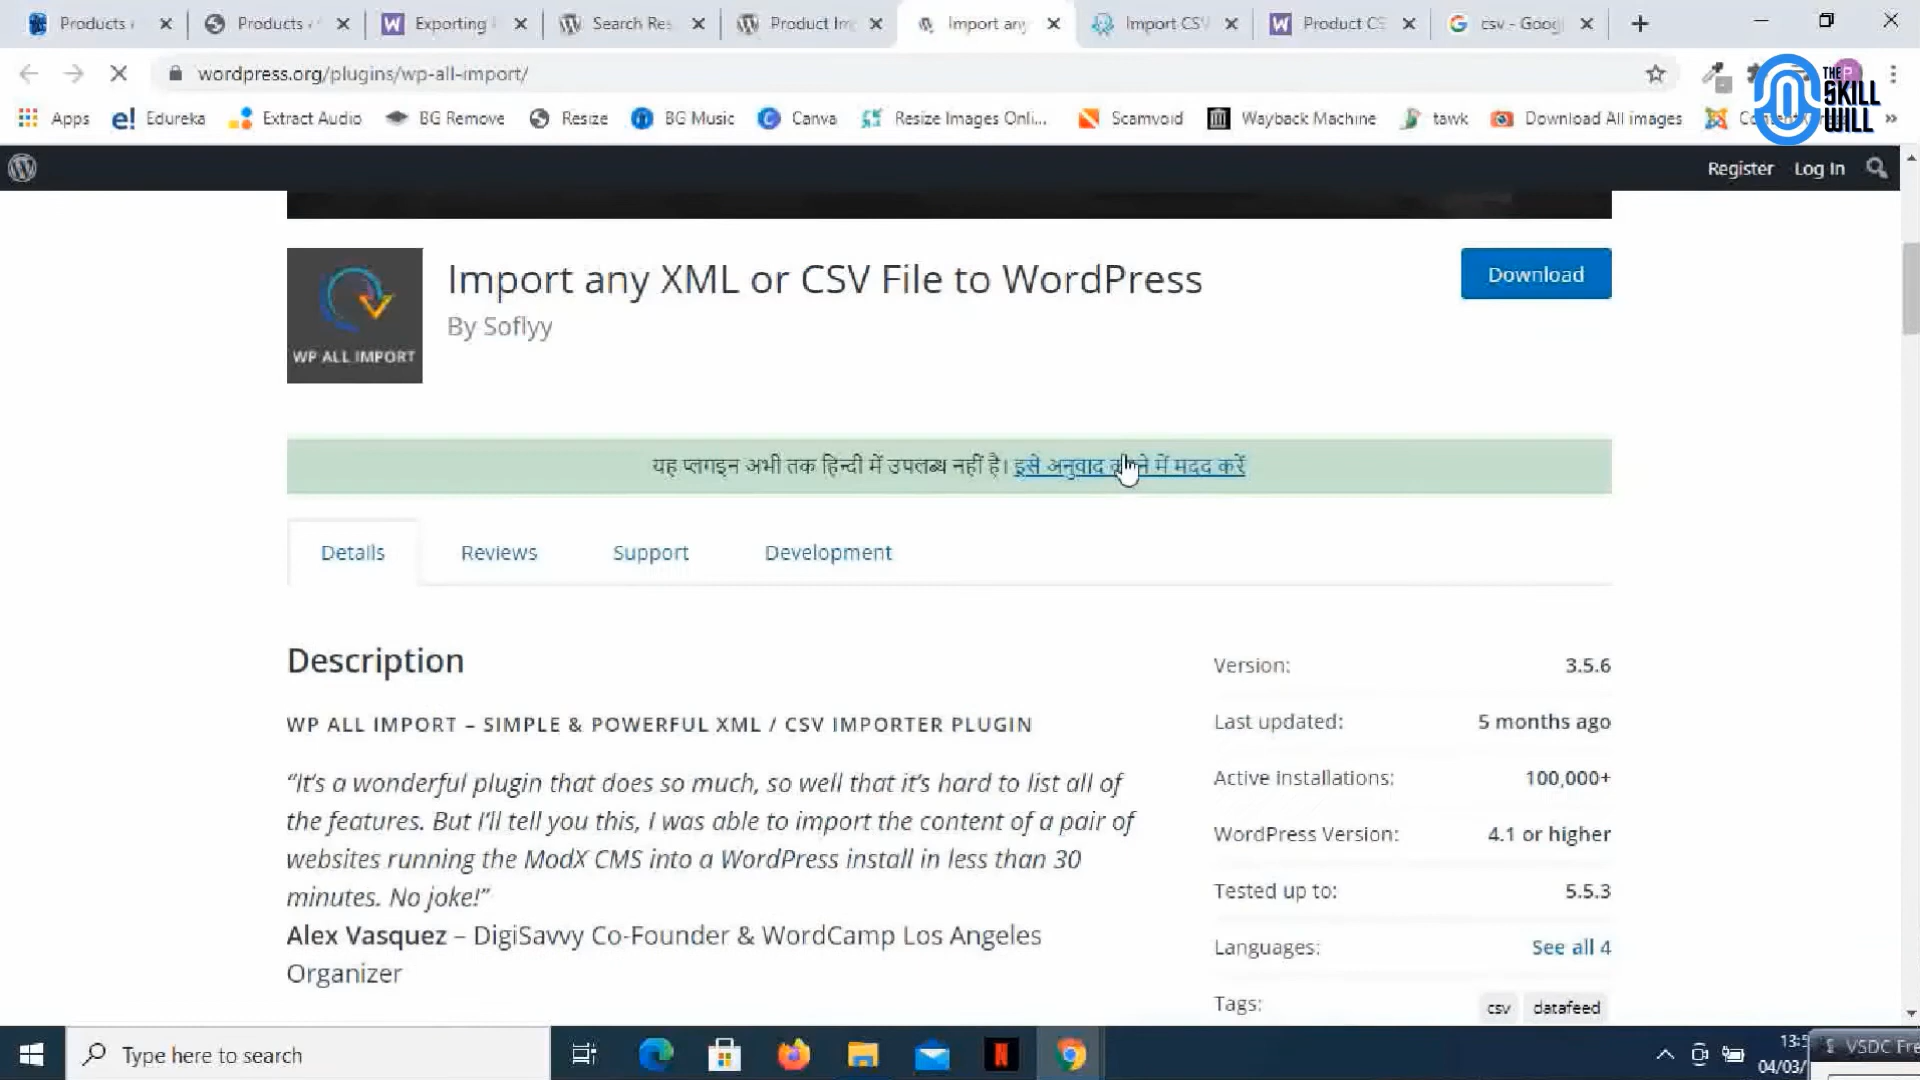 Products
Products
Exporting
Search Res
Product Im
Import any
Import CSV
Product CS
csv - Goog
wordpress.org/plugins/wp-all-import/
THE SKILL WILL
Apps
Edureka
Extract Audio
BG Remove
Resize
BG Music
Canva
Resize Images Onli...
Scamvoid
Wayback Machine
tawk
Download All images
Register
Log In
Import any XML or CSV File to WordPress
Download
By Soflyy
WP ALL IMPORT
यह प्लगइन अभी तक हिन्दी में उपलब्ध नहीं है। इसे अनुवाद करने में मदद करें
Details
Reviews
Support
Development
Description
WP ALL IMPORT – SIMPLE & POWERFUL XML / CSV IMPORTER PLUGIN
“It’s a wonderful plugin that does so much, so well that it’s hard to list all of
the features. But I’ll tell you this, I was able to import the content of a pair of
websites running the ModX CMS into a WordPress install in less than 30
minutes. No joke!”
Alex Vasquez – DigiSavvy Co-Founder & WordCamp Los Angeles
Organizer
Version: 3.5.6
Last updated: 5 months ago
Active Installations: 100,000+
WordPress Version: 4.1 or higher
Tested up to: 5.5.3
Languages: See all 4
Tags: csv datafeed
Type here to search
13:5
04/03/
VSDC Fre